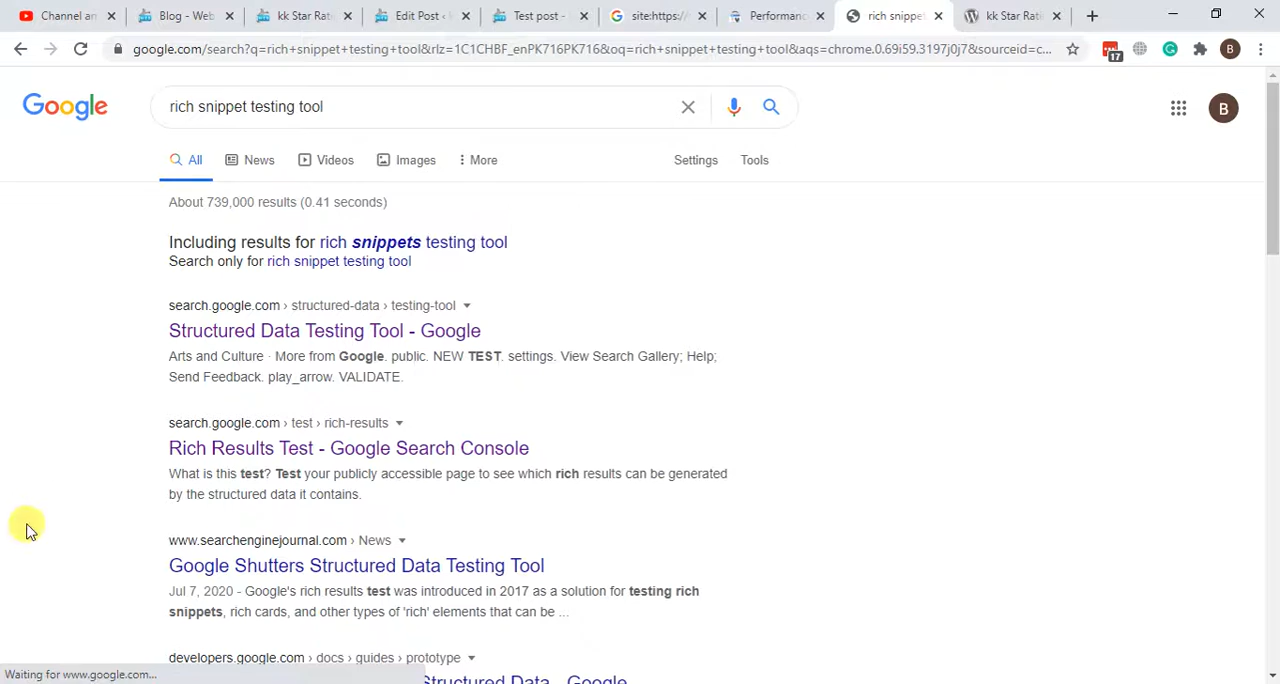 Channel an
Blog - Web
kk Star Rat
Edit Post ‹
Test post -
site:https://
Performanc
rich snippe
kk Star Rati
google.com/search?q=rich+snippet+testing+tool&rlz=1C1CHBF_enPK716PK716&oq=rich+snippet+testing+tool&aqs=chrome.0.69i59.3197j0j7&sourceid=c...
17
B
Google
rich snippet testing tool
B
All
News
Videos
Images
More
Settings
Tools
About 739,000 results (0.41 seconds)
Including results for rich snippets testing tool
Search only for rich snippet testing tool
search.google.com › structured-data › testing-tool
Structured Data Testing Tool - Google
Arts and Culture · More from Google. public. NEW TEST. settings. View Search Gallery; Help;
Send Feedback. play_arrow. VALIDATE.
search.google.com › test › rich-results
Rich Results Test - Google Search Console
What is this test? Test your publicly accessible page to see which rich results can be generated
by the structured data it contains.
www.searchenginejournal.com › News
Google Shutters Structured Data Testing Tool
Jul 7, 2020 - Google's rich results test was introduced in 2017 as a solution for testing rich
snippets, rich cards, and other types of 'rich' elements that can be ...
developers.google.com › docs › guides › prototype
Structured Data - Google
Waiting for www.google.com...